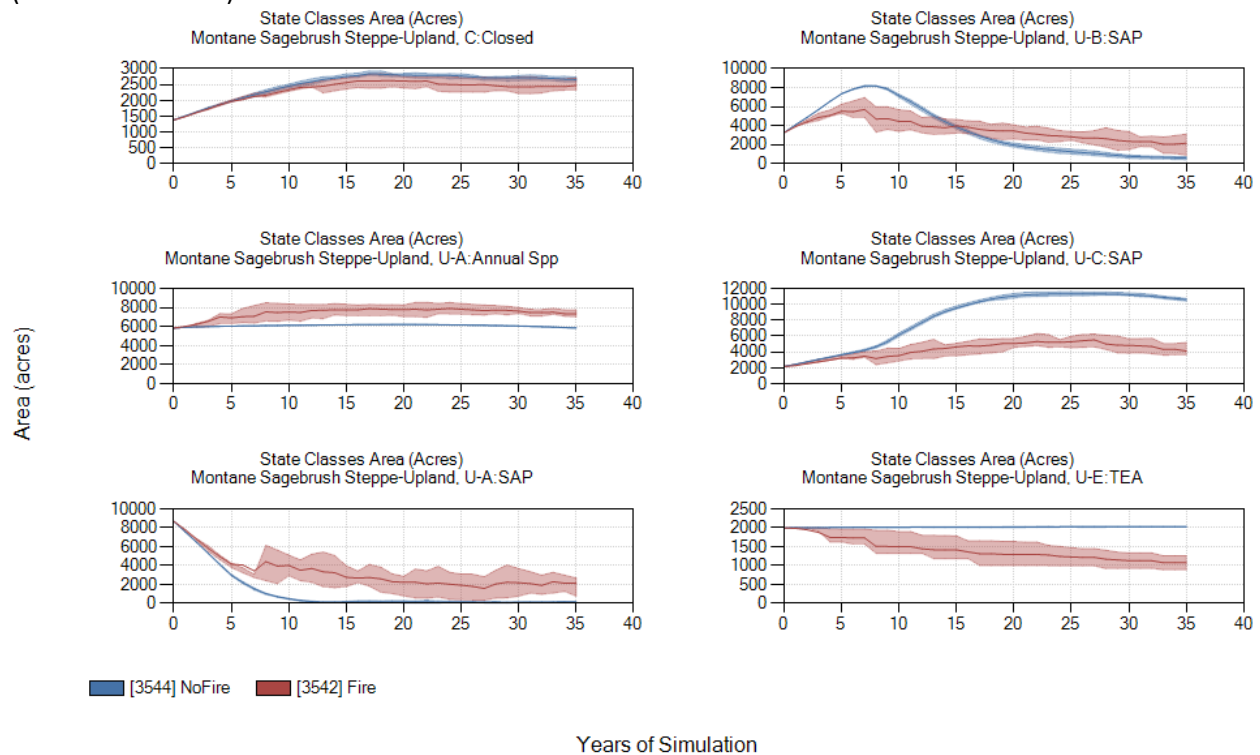 State Classes Area (Acres)
Montane Sagebrush Steppe-Upland, C:Closed
3000
2500
2000
1500
1000
500
0
0 5 10 15 20 25 30 35 40
State Classes Area (Acres)
Montane Sagebrush Steppe-Upland, U-B:SAP
10000
8000
6000
4000
2000
0
0 5 10 15 20 25 30 35 40
State Classes Area (Acres)
Montane Sagebrush Steppe-Upland, U-A:Annual Spp
10000
8000
6000
4000
2000
0
0 5 10 15 20 25 30 35 40
State Classes Area (Acres)
Montane Sagebrush Steppe-Upland, U-C:SAP
12000
10000
8000
6000
4000
2000
0
0 5 10 15 20 25 30 35 40
Area (acres)
State Classes Area (Acres)
Montane Sagebrush Steppe-Upland, U-A:SAP
10000
8000
6000
4000
2000
0
0 5 10 15 20 25 30 35 40
State Classes Area (Acres)
Montane Sagebrush Steppe-Upland, U-E:TEA
2500
2000
1500
1000
500
0
0 5 10 15 20 25 30 35 40
[3544] NoFire [3542] Fire
Years of Simulation